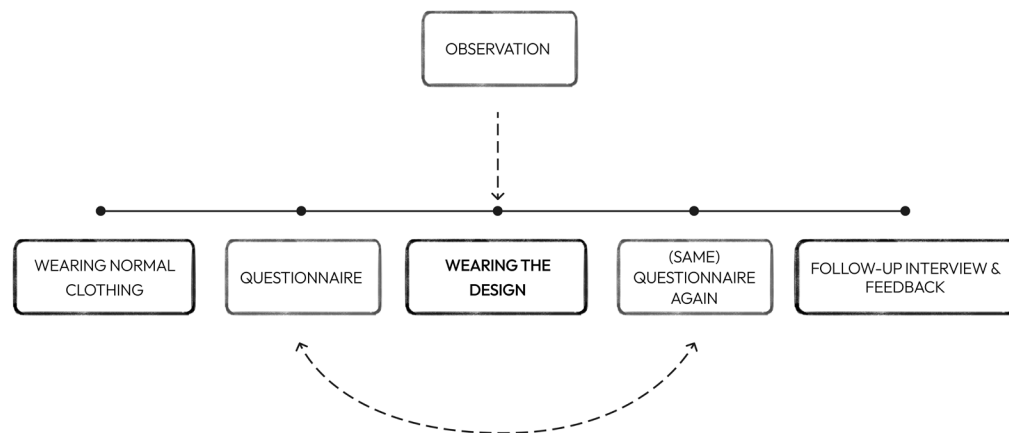 OBSERVATION
WEARING NORMAL
CLOTHING
QUESTIONNAIRE
WEARING THE
DESIGN
(SAME)
QUESTIONNAIRE
AGAIN
FOLLOW-UP INTERVIEW &
FEEDBACK